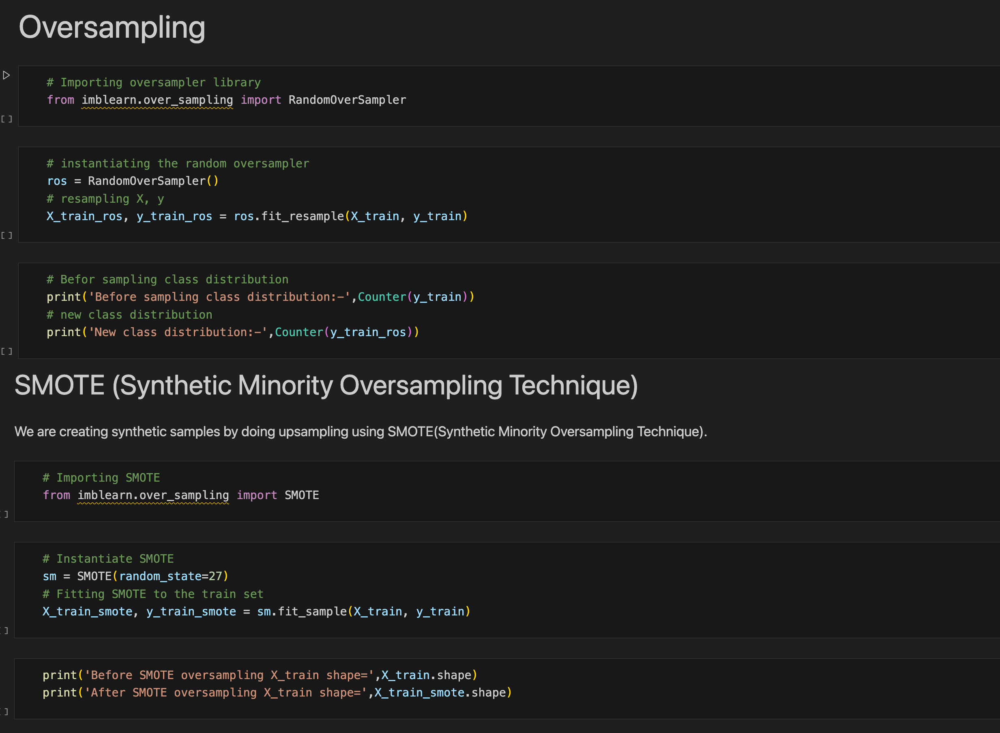 Oversampling
# Importing oversampler library
from imblearn.over_sampling import RandomOverSampler
[ ]
# instantiating the random oversampler
ros = RandomOverSampler()
# resampling X, y
X_train_ros, y_train_ros = ros.fit_resample(X_train, y_train)
[ ]
# Befor sampling class distribution
print('Before sampling class distribution:-',Counter(y_train))
# new class distribution
print('New class distribution:-',Counter(y_train_ros))
[ ]
SMOTE (Synthetic Minority Oversampling Technique)
We are creating synthetic samples by doing upsampling using SMOTE(Synthetic Minority Oversampling Technique).
# Importing SMOTE
from imblearn.over_sampling import SMOTE
[ ]
# Instantiate SMOTE
sm = SMOTE(random_state=27)
# Fitting SMOTE to the train set
X_train_smote, y_train_smote = sm.fit_sample(X_train, y_train)
[ ]
print('Before SMOTE oversampling X_train shape=',X_train.shape)
print('After SMOTE oversampling X_train shape=',X_train_smote.shape)
[ ]